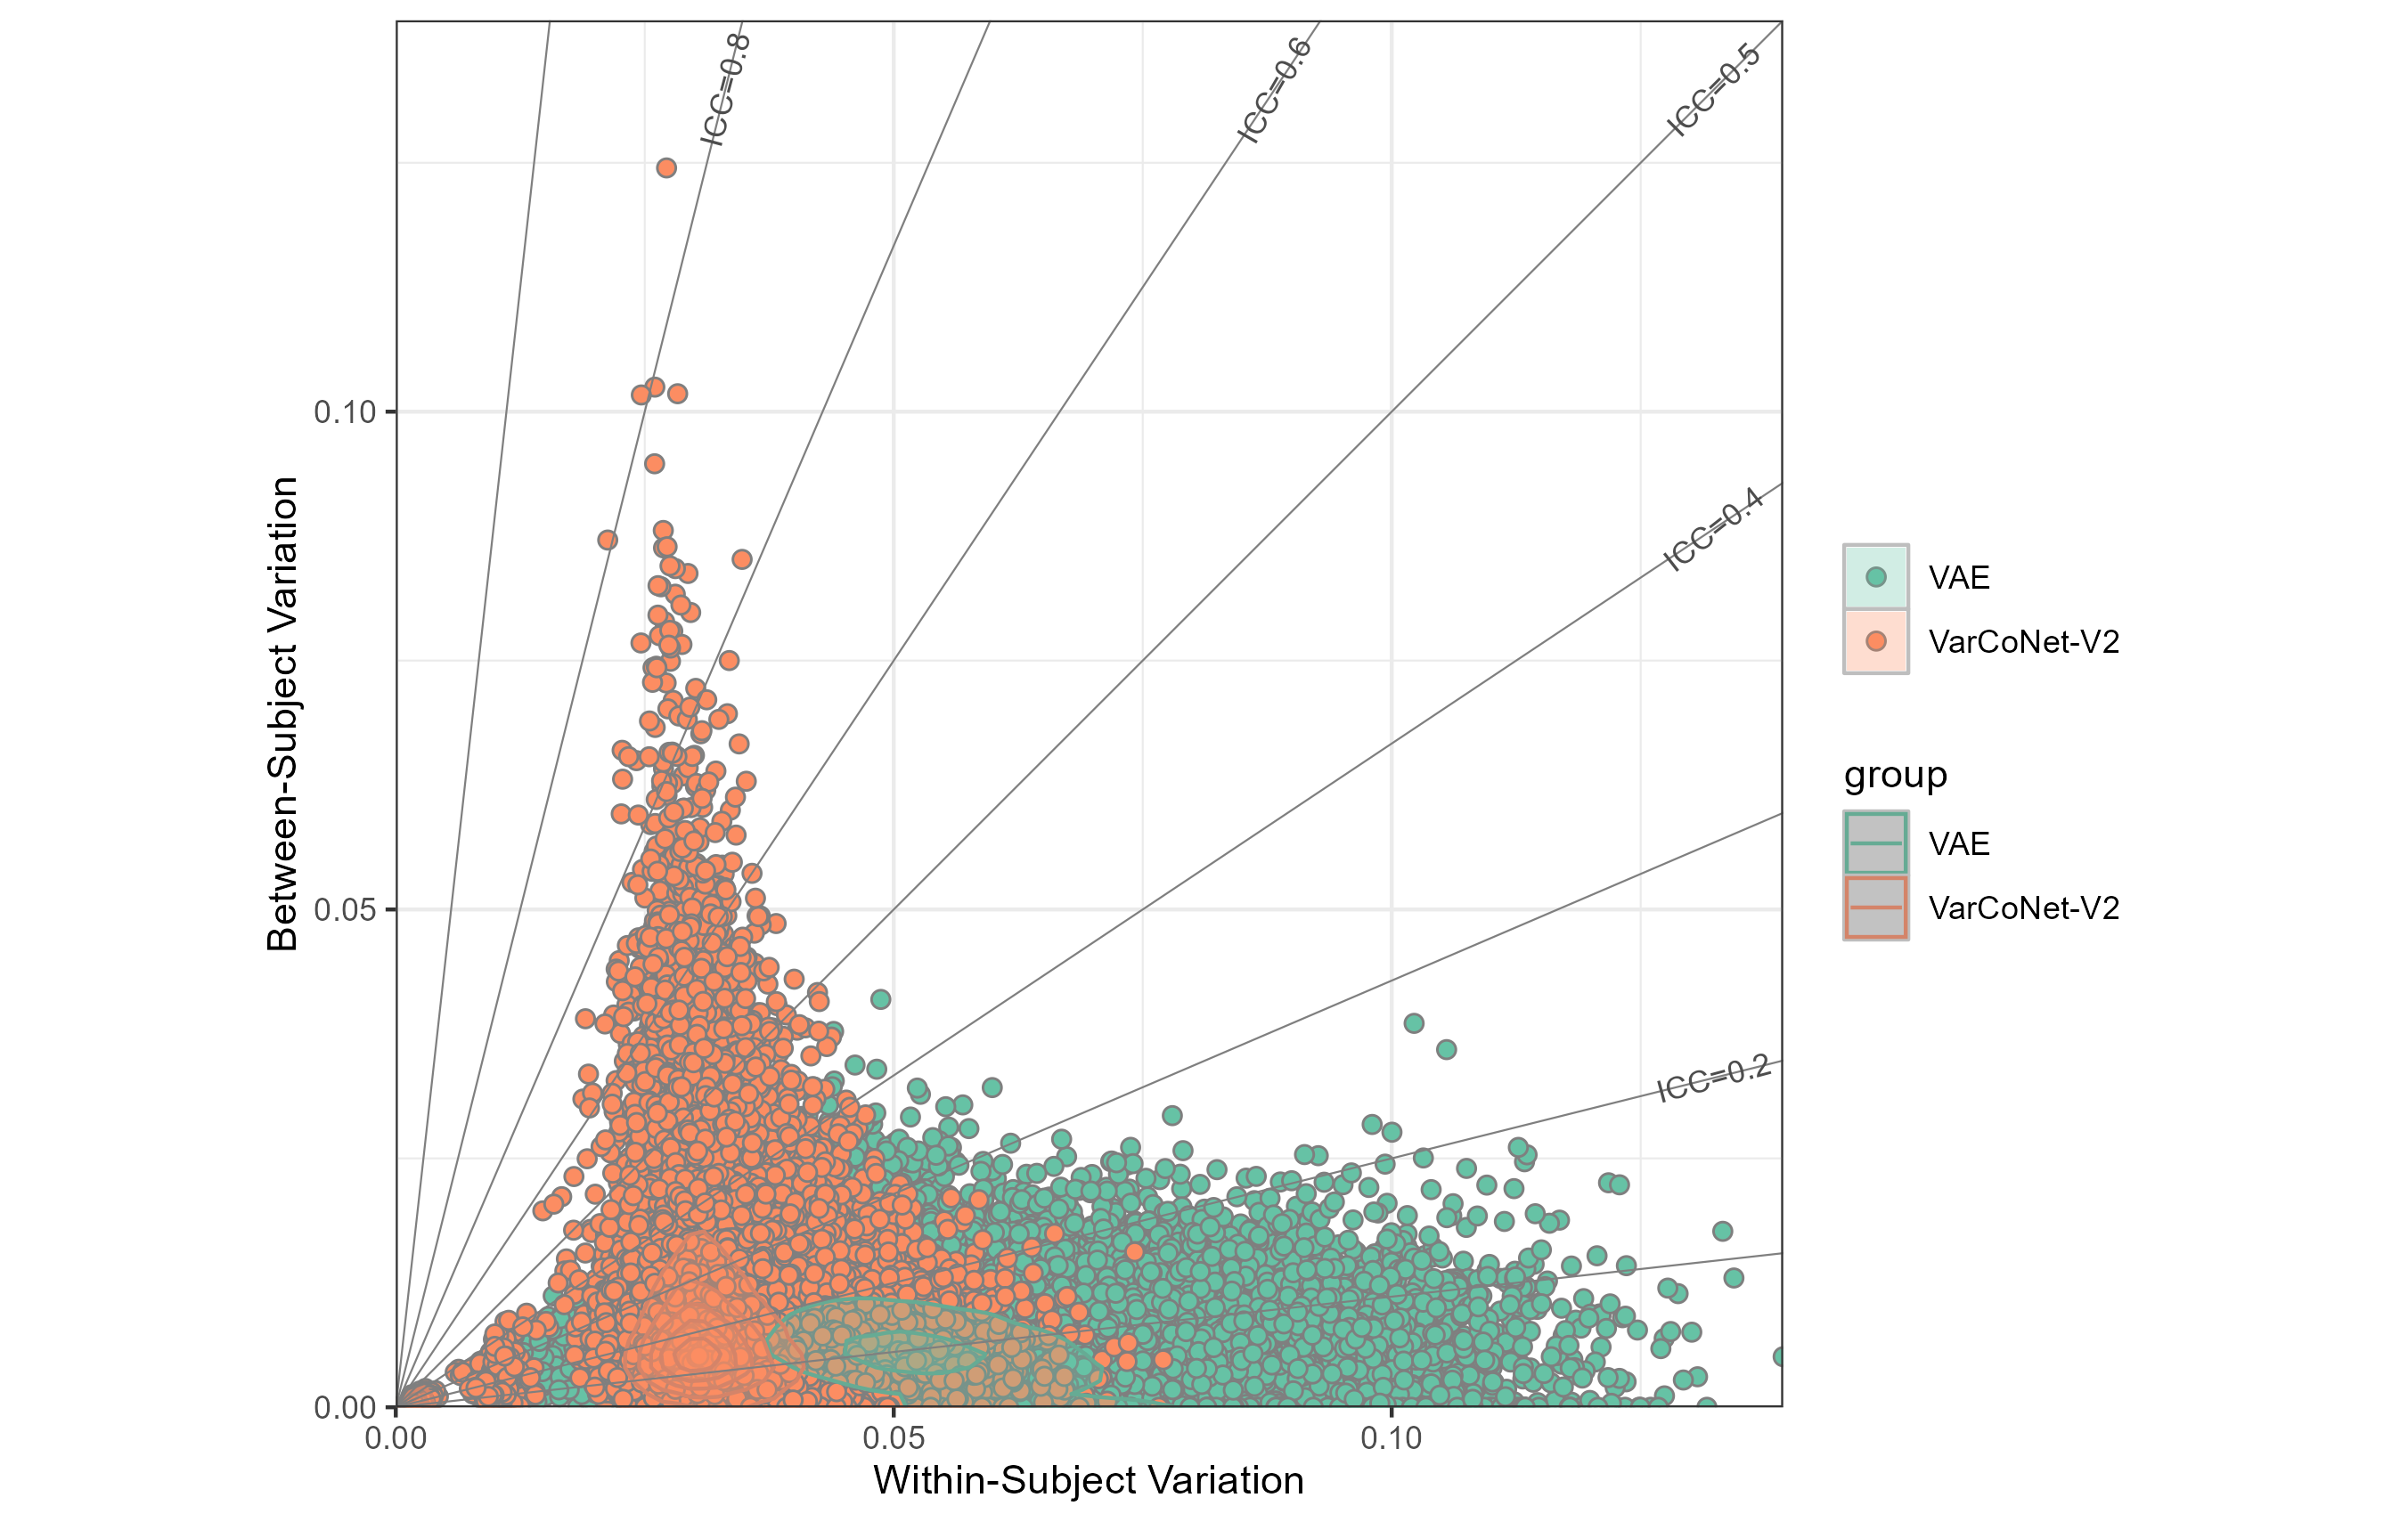 ICC=0.8
ICC=0.6
ICC=0.5
ICC=0.4
ICC=0.2
0.10
0.05
0.00
Between-Subject Variation
0.00
0.05
0.10
Within-Subject Variation
VAE
VarCoNet-V2
group
VAE
VarCoNet-V2